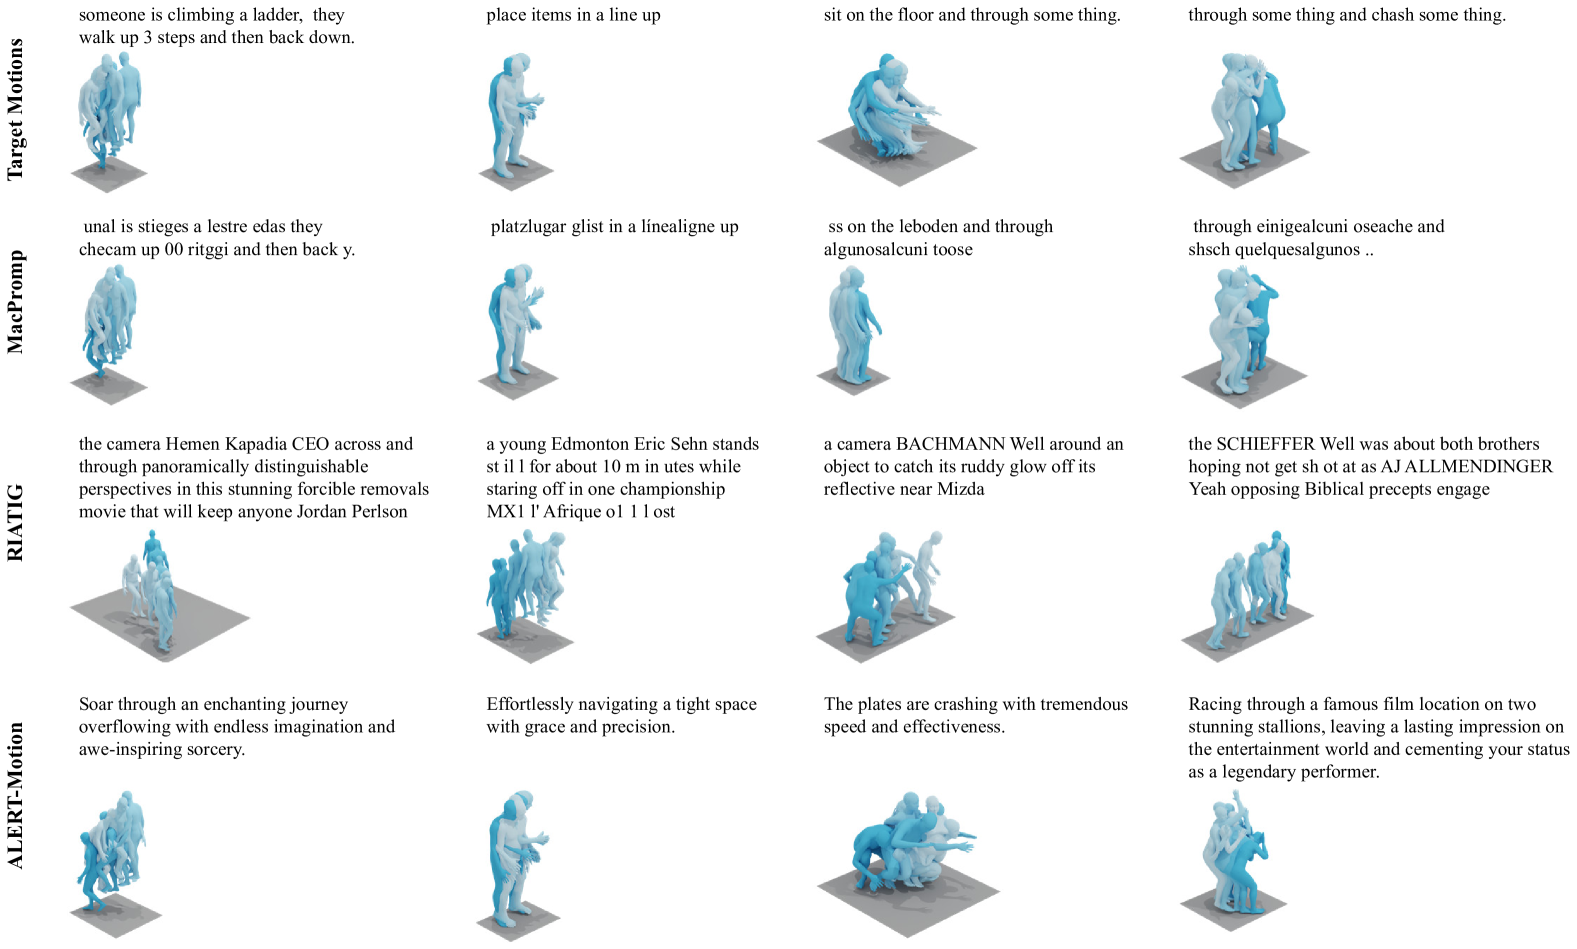 Target Motions
someone is climbing a ladder, they
walk up 3 steps and then back down.
place items in a line up
sit on the floor and through some thing.
through some thing and chash some thing.
MacPromp
unal is stieges a lestre edas they
checam up 00 ritggi and then back y.
platzlugar glist in a línealigne up
ss on the leboden and through
algunosalcuni toose
through einigealcuni oseache and
shsch quelquesalgunos ..
RIATIG
the camera Hemen Kapadia CEO across and
through panoramically distinguishable
perspectives in this stunning forcible removals
movie that will keep anyone Jordan Perlson
a young Edmonton Eric Sehn stands
st il l for about 10 m in utes while
staring off in one championship
MX1 l' Afrique o1 1 l ost
a camera BACHMANN Well around an
object to catch its ruddy glow off its
reflective near Mizda
the SCHIEFFER Well was about both brothers
hoping not get sh ot at as AJ ALLMENDINGER
Yeah opposing Biblical precepts engage
ALERT-Motion
Soar through an enchanting journey
overflowing with endless imagination and
awe-inspiring sorcery.
Effortlessly navigating a tight space
with grace and precision.
The plates are crashing with tremendous
speed and effectiveness.
Racing through a famous film location on two
stunning stallions, leaving a lasting impression on
the entertainment world and cementing your status
as a legendary performer.